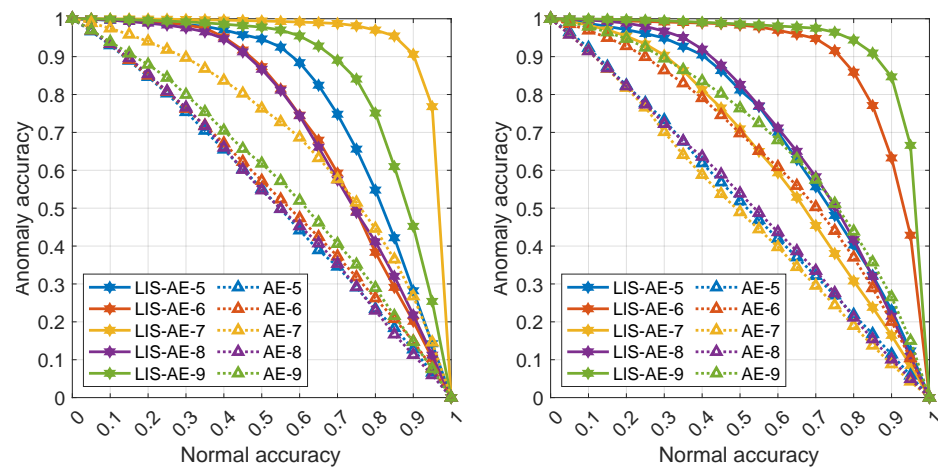 1
0.9
0.8
0.7
0.6
0.5
0.4
0.3
0.2
0.1
0
Anomaly accuracy
LIS-AE-5 AE-5
LIS-AE-6 AE-6
LIS-AE-7 AE-7
LIS-AE-8 AE-8
LIS-AE-9 AE-9
0 0.1 0.2 0.3 0.4 0.5 0.6 0.7 0.8 0.9 1
Normal accuracy
1
0.9
0.8
0.7
0.6
0.5
0.4
0.3
0.2
0.1
0
Anomaly accuracy
LIS-AE-5 AE-5
LIS-AE-6 AE-6
LIS-AE-7 AE-7
LIS-AE-8 AE-8
LIS-AE-9 AE-9
0 0.1 0.2 0.3 0.4 0.5 0.6 0.7 0.8 0.9 1
Normal accuracy